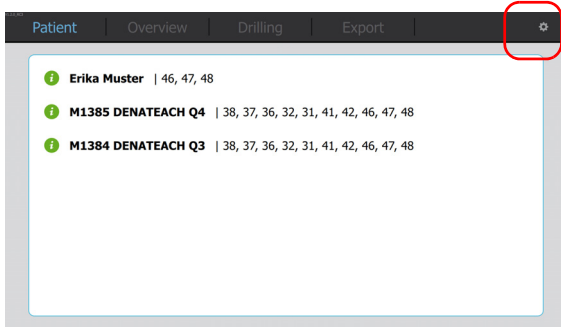 Patient Overview Drilling Export
Erika Muster | 46, 47, 48
M1385 DENATEACH Q4 | 38, 37, 36, 32, 31, 41, 42, 46, 47, 48
M1384 DENATEACH Q3 | 38, 37, 36, 32, 31, 41, 42, 46, 47, 48